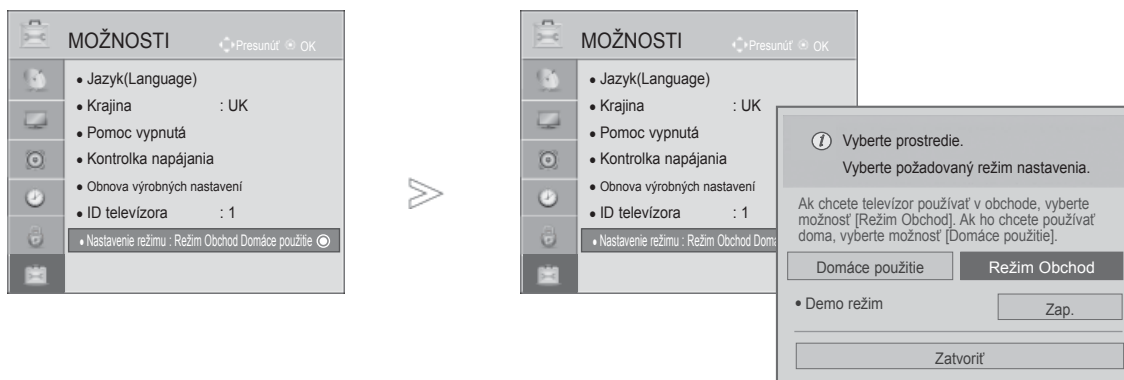 MOŽNOSTI
Presunúť OK
• Jazyk(Language)
• Krajina : UK
• Pomoc vypnutá
• Kontrolka napájania
• Obnova výrobných nastavení
• ID televízora : 1
• Nastavenie režimu : Režim Obchod Domáce použitie
MOŽNOSTI
Presunúť OK
• Jazyk(Language)
• Krajina : UK
• Pomoc vypnutá
• Kontrolka napájania
• Obnova výrobných nastavení
• ID televízora : 1
• Nastavenie režimu : Režim Obchod Domá
Vyberte prostredie.
Vyberte požadovaný režim nastavenia.
Ak chcete televízor používať v obchode, vyberte
možnosť [Režim Obchod]. Ak ho chcete používať
doma, vyberte možnosť [Domáce použitie].
Domáce použitie Režim Obchod
• Demo režim Zap.
Zatvoriť